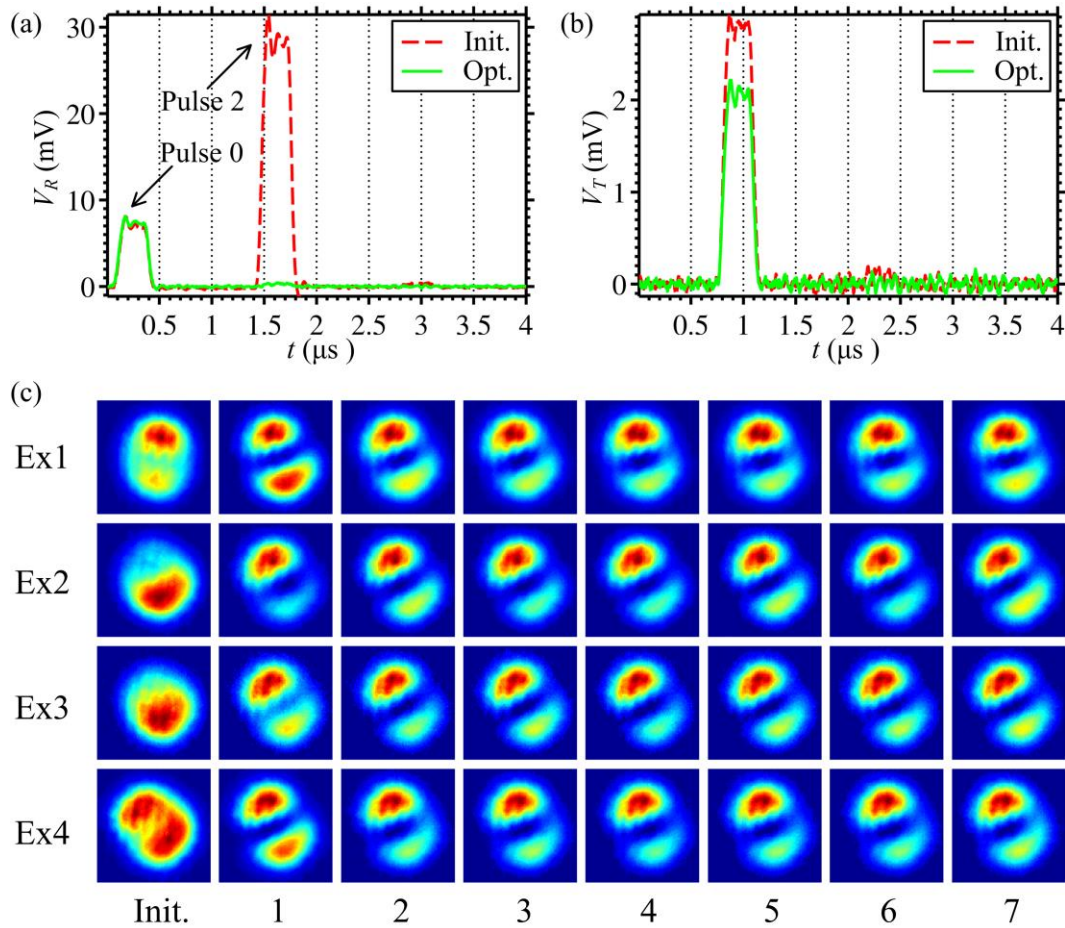 (a)
30
20
10
0
V_R (mV)
Pulse 2
Pulse 0
Init.
Opt.
0.5 1 1.5 2 2.5 3 3.5 4
t (μs )
(b)
2
1
0
V_T (mV)
Init.
Opt.
0.5 1 1.5 2 2.5 3 3.5 4
t (μs )
(c)
Ex1
Ex2
Ex3
Ex4
Init. 1 2 3 4 5 6 7